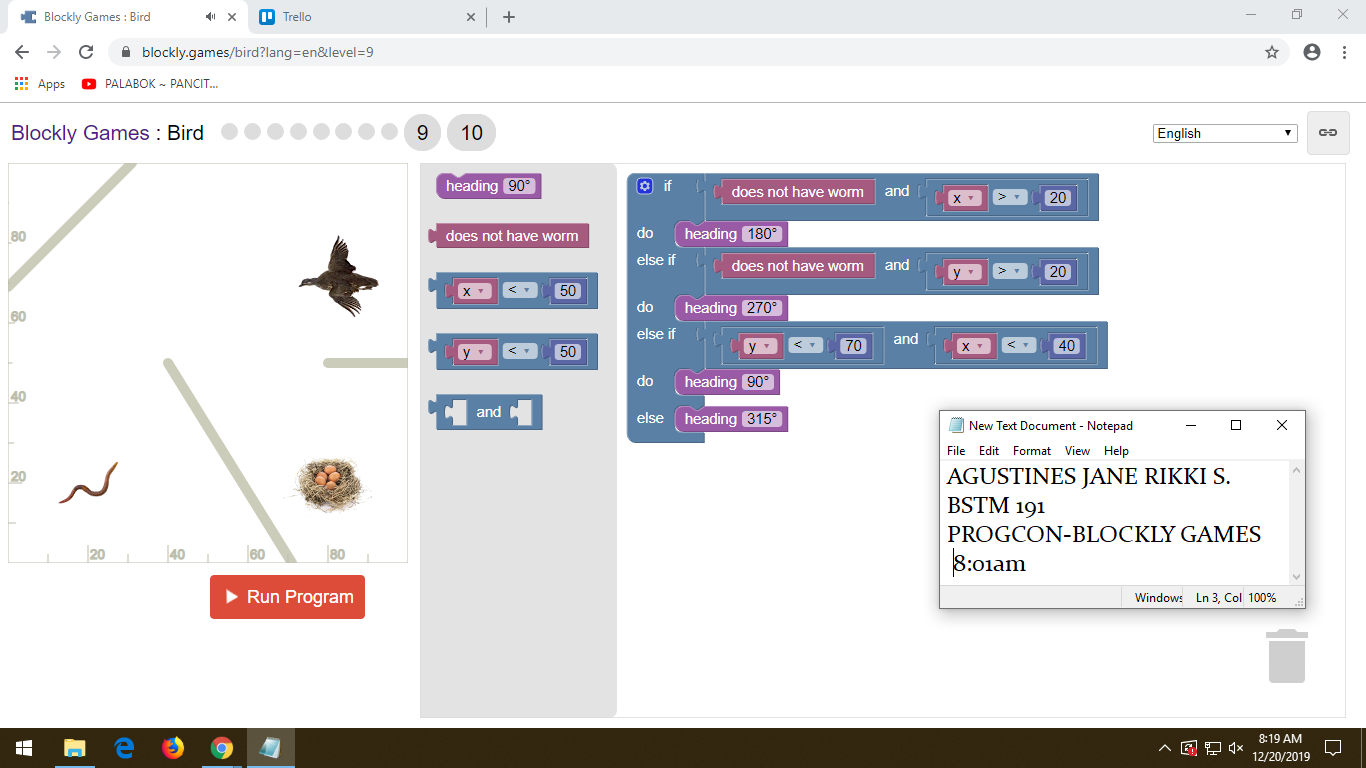 Blockly Games : Bird
Trello
blockly.games/bird?lang=en&level=9
Apps
PALABOK ~ PANCIT...
Blockly Games : Bird
9
10
English
80
60
40
20
20
40
60
80
Run Program
heading 90°
does not have worm
x < 50
y < 50
and
if does not have worm and x > 20
do heading 180°
else if does not have worm and y > 20
do heading 270°
else if y < 70 and x < 40
do heading 90°
else heading 315°
New Text Document - Notepad
File Edit Format View Help
AGUSTINES JANE RIKKI S.
BSTM 191
PROGCON-BLOCKLY GAMES
8:01am
Windows Ln 3, Col 100%
8:19 AM
12/20/2019